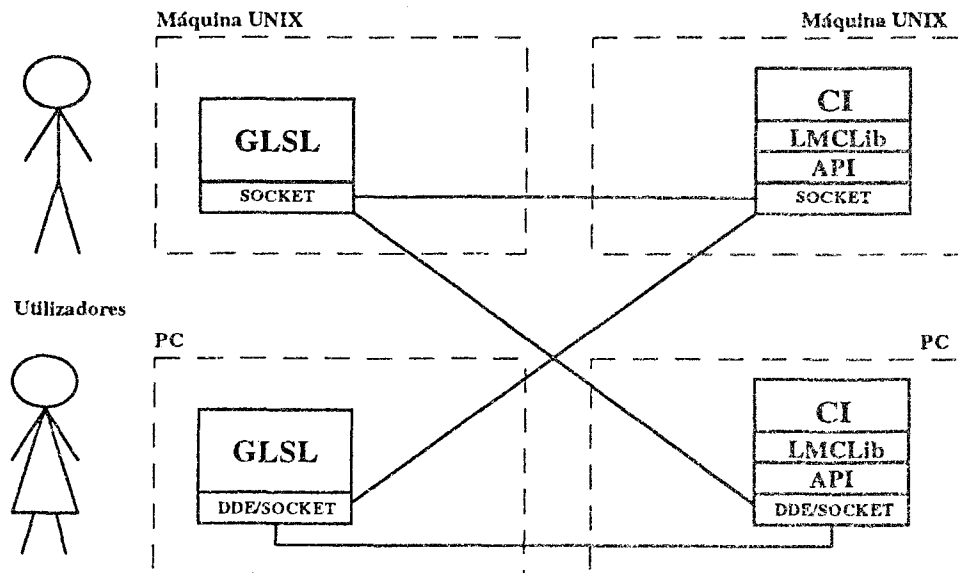 Máquina UNIX
Máquina UNIX
GLSL
SOCKET
CI
LMCLib
API
SOCKET
Utilizadores
PC
PC
GLSL
DDE/SOCKET
CI
LMCLib
API
DDE/SOCKET